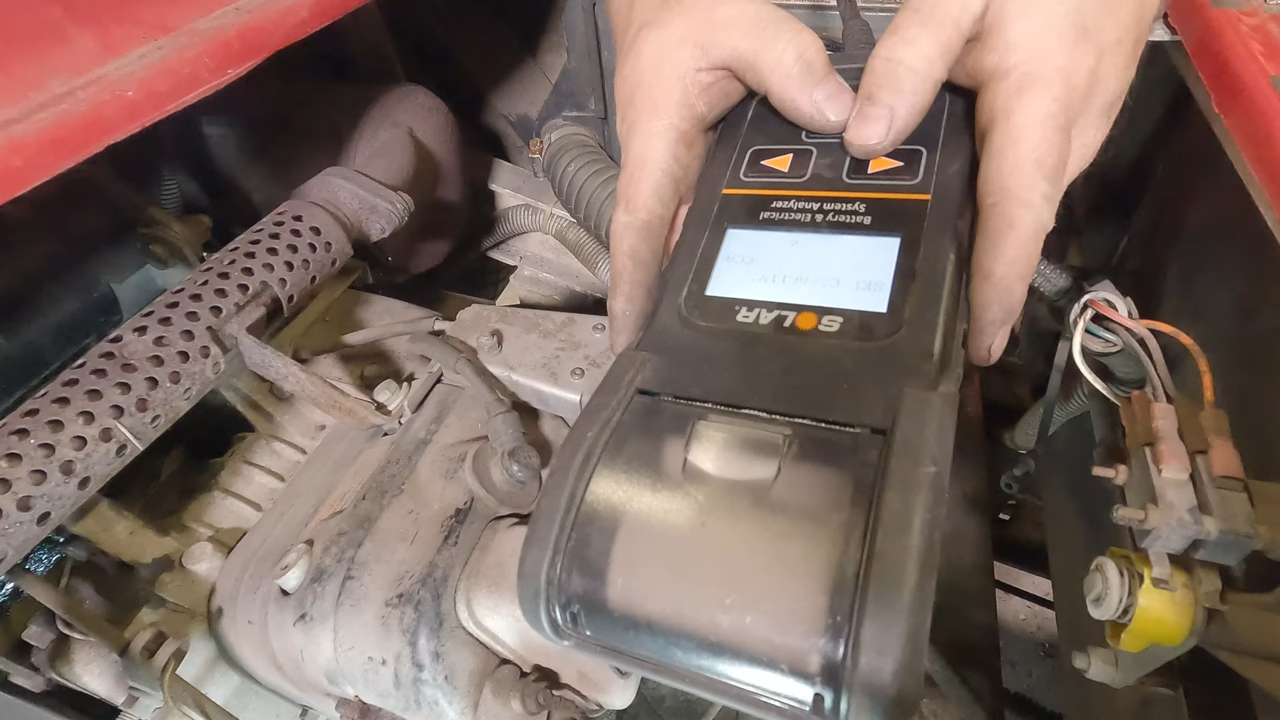 SOLAR.
SET CAPACITY
CCA
Battery & Electrical
System Analyzer